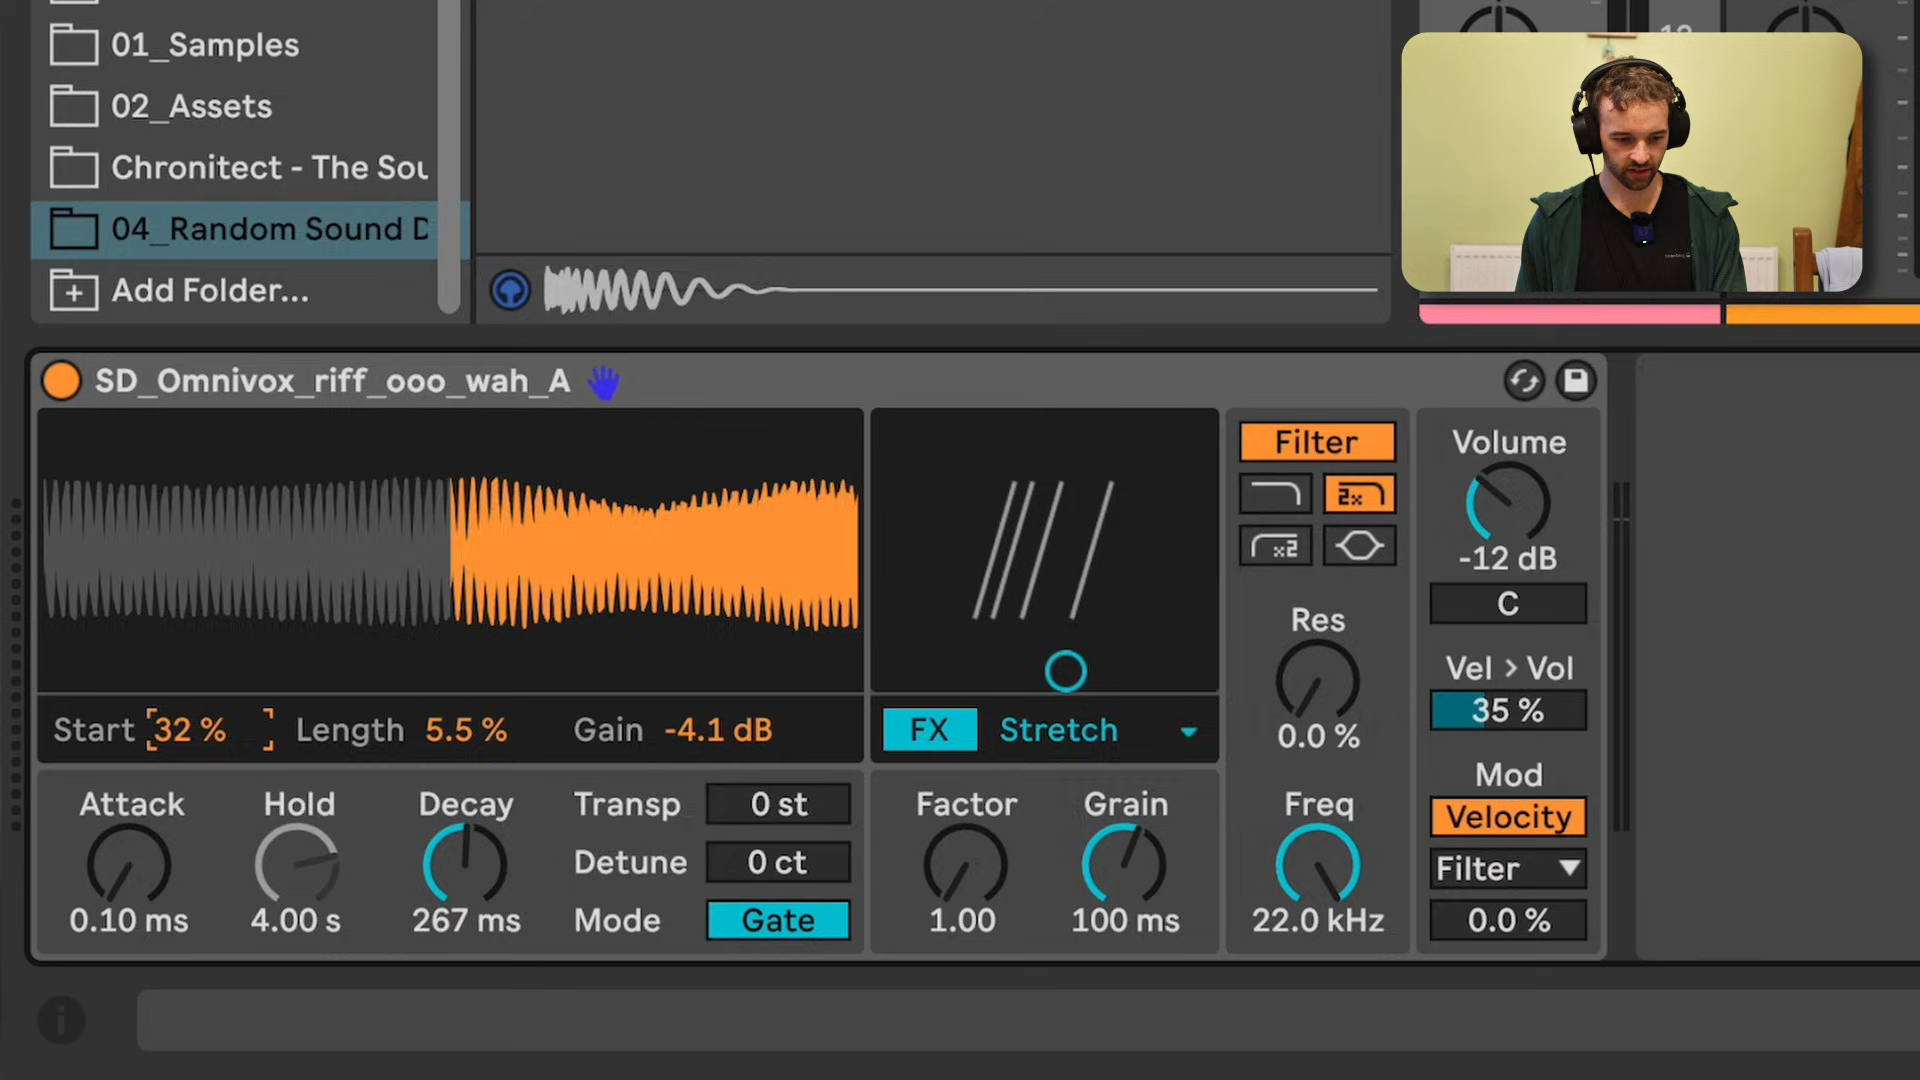 01_Samples
02_Assets
Chronitect - The Sou
04_Random Sound D
Add Folder...
SD_Omnivox_riff_ooo_wah_A
Start 32 % Length 5.5 % Gain -4.1 dB
Attack Hold Decay
0.10 ms 4.00 s 267 ms
Transp 0 st
Detune 0 ct
Mode Gate
FX Stretch
Factor Grain
1.00 100 ms
Filter
2x
x2
Res
0.0 %
Freq
22.0 kHz
Volume
-12 dB
C
Vel > Vol
35 %
Mod
Velocity
Filter
0.0 %